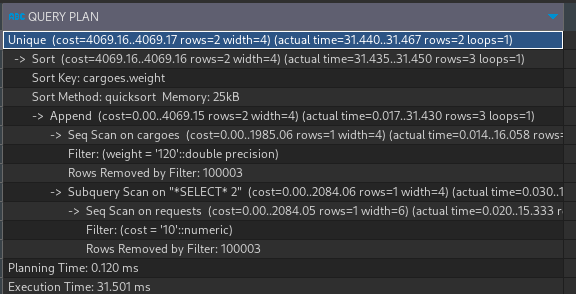 ABC QUERY PLAN
Unique (cost=4069.16..4069.17 rows=2 width=4) (actual time=31.440..31.467 rows=2 loops=1)
-> Sort (cost=4069.16..4069.16 rows=2 width=4) (actual time=31.435..31.450 rows=3 loops=1)
Sort Key: cargoes.weight
Sort Method: quicksort Memory: 25kB
-> Append (cost=0.00..4069.15 rows=2 width=4) (actual time=0.017..31.430 rows=3 loops=1)
-> Seq Scan on cargoes (cost=0.00..1985.06 rows=1 width=4) (actual time=0.014..16.058 rows=
Filter: (weight = '120'::double precision)
Rows Removed by Filter: 100003
-> Subquery Scan on "*SELECT* 2" (cost=0.00..2084.06 rows=1 width=4) (actual time=0.030..1
-> Seq Scan on requests (cost=0.00..2084.05 rows=1 width=6) (actual time=0.020..15.333 r
Filter: (cost = '10'::numeric)
Rows Removed by Filter: 100003
Planning Time: 0.120 ms
Execution Time: 31.501 ms